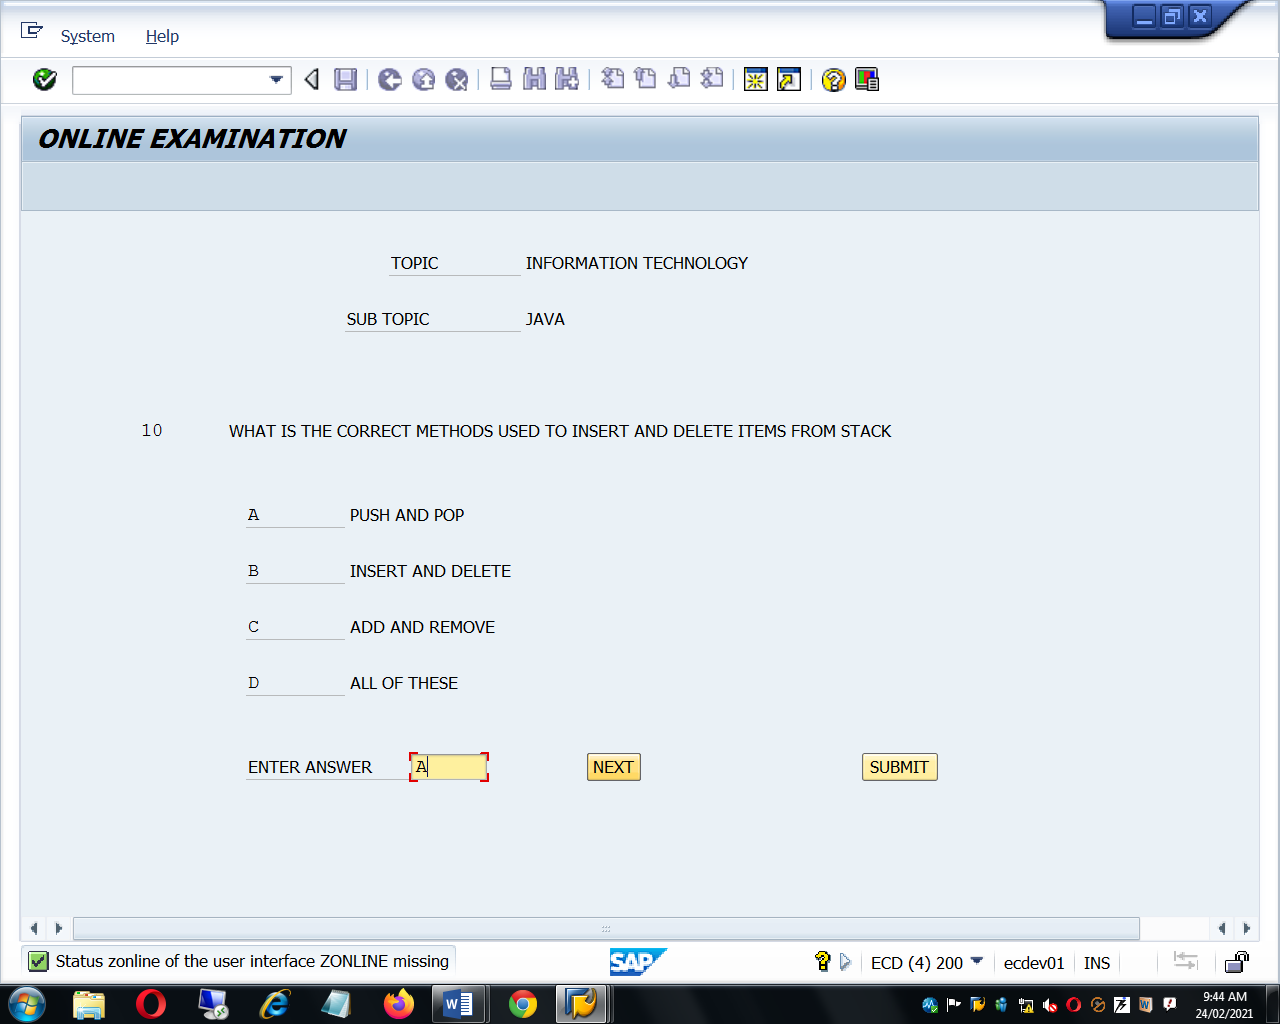 System Help
ONLINE EXAMINATION
TOPIC INFORMATION TECHNOLOGY
SUB TOPIC JAVA
10 WHAT IS THE CORRECT METHODS USED TO INSERT AND DELETE ITEMS FROM STACK
A PUSH AND POP
B INSERT AND DELETE
C ADD AND REMOVE
D ALL OF THESE
ENTER ANSWER A NEXT SUBMIT
Status zonline of the user interface ZONLINE missing SAP ECD (4) 200 ecdev01 INS
9:44 AM
24/02/2021